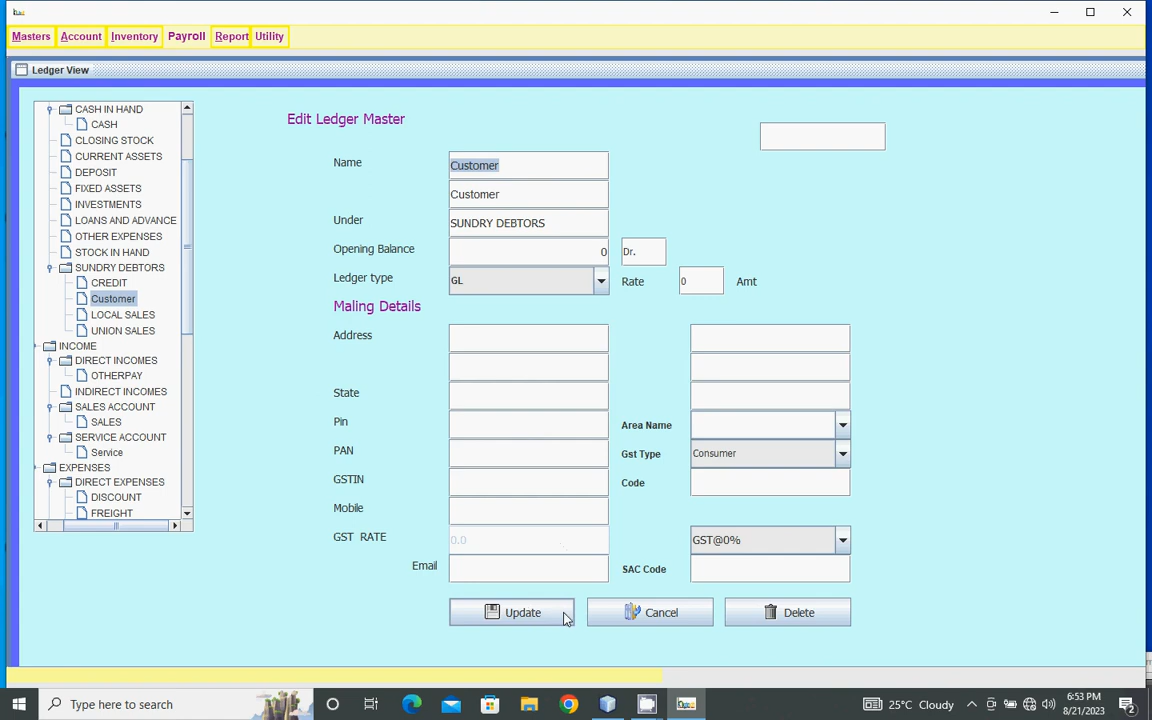 Masters Account Inventory Payroll Report Utility
Ledger View
CASH IN HAND
CASH
CLOSING STOCK
CURRENT ASSETS
DEPOSIT
FIXED ASSETS
INVESTMENTS
LOANS AND ADVANCE
OTHER EXPENSES
STOCK IN HAND
SUNDRY DEBTORS
CREDIT
Customer
LOCAL SALES
UNION SALES
INCOME
DIRECT INCOMES
OTHERPAY
INDIRECT INCOMES
SALES ACCOUNT
SALES
SERVICE ACCOUNT
Service
EXPENSES
DIRECT EXPENSES
DISCOUNT
FREIGHT
Edit Ledger Master
Name Customer
Customer
Under SUNDRY DEBTORS
Opening Balance 0 Dr.
Ledger type GL Rate 0 Amt
Maling Details
Address
State
Pin Area Name
PAN Gst Type Consumer
GSTIN Code
Mobile
GST RATE 0.0 GST@0%
Email SAC Code
Update Cancel Delete
Type here to search 25°C Cloudy 6:53 PM
8/21/2023 2